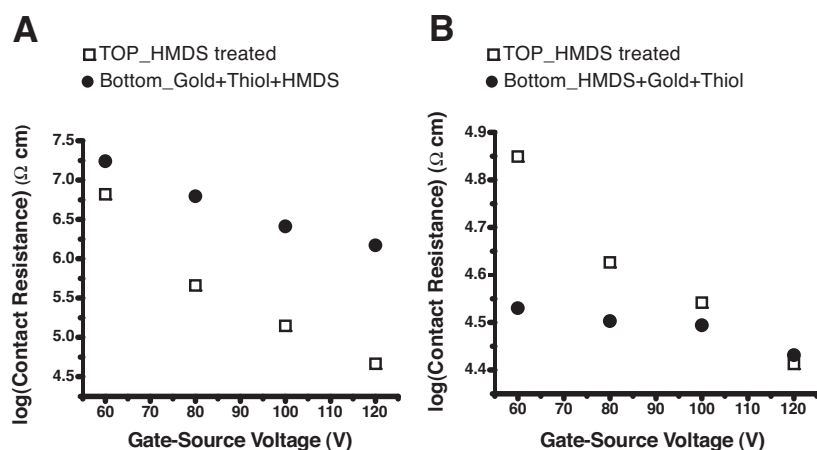 A
TOP_HMDS treated
Bottom_Gold+Thiol+HMDS
7.5
7.0
6.5
6.0
5.5
5.0
4.5
log(Contact Resistance) (Ω cm)
60 70 80 90 100 110 120
Gate-Source Voltage (V)
B
TOP_HMDS treated
Bottom_HMDS+Gold+Thiol
4.9
4.8
4.7
4.6
4.5
4.4
log(Contact Resistance) (Ω cm)
60 70 80 90 100 110 120
Gate-Source Voltage (V)